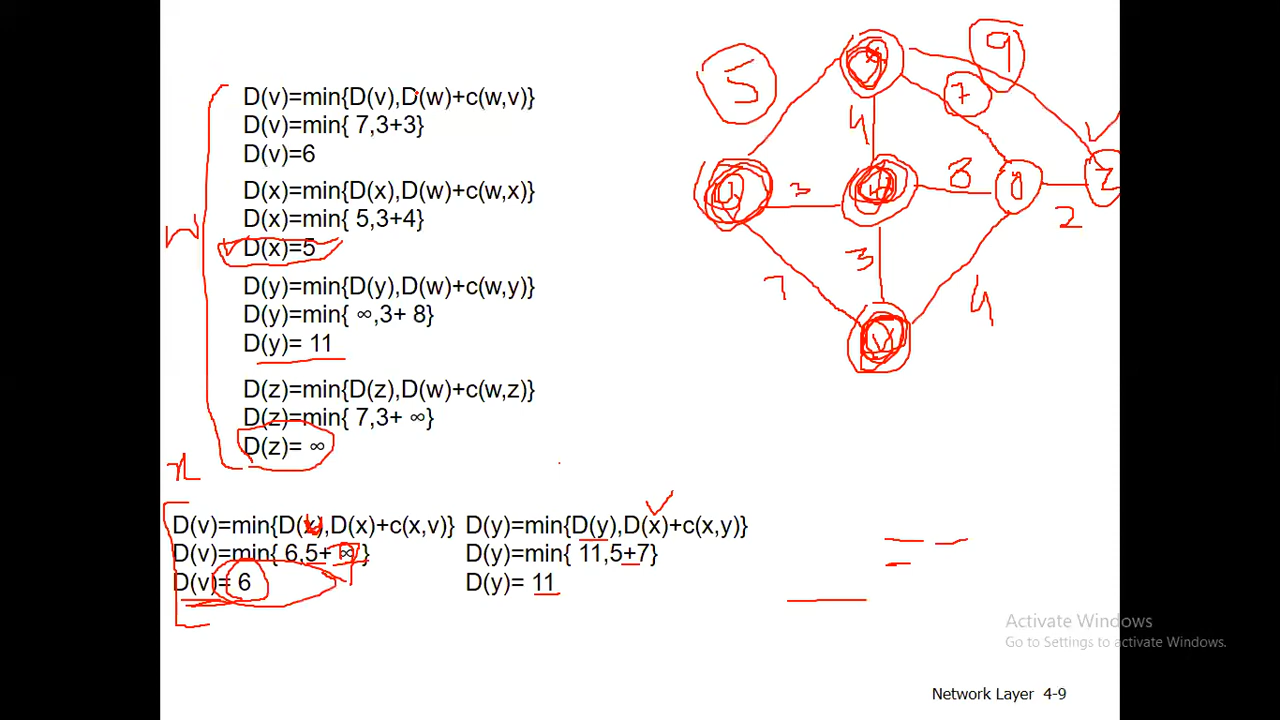 D(v)=min{D(v),D(w)+c(w,v)}
D(v)=min{ 7,3+3}
D(v)=6
D(x)=min{D(x),D(w)+c(w,x)}
D(x)=min{ 5,3+4}
D(x)=5
D(y)=min{D(y),D(w)+c(w,y)}
D(y)=min{ ∞,3+ 8}
D(y)= 11
D(z)=min{D(z),D(w)+c(w,z)}
D(z)=min{ 7,3+ ∞}
D(z)= ∞
W
x
D(v)=min{D(v),D(x)+c(x,v)}
D(v)=min{ 6,5+ ∞ }
D(v)= 6
D(y)=min{D(y),D(x)+c(x,y)}
D(y)=min{ 11,5+7}
D(y)= 11
5
9
x
7
4
u
3
w
8
y
z
2
7
3
4
v
Activate Windows
Go to Settings to activate Windows.
Network Layer 4-9